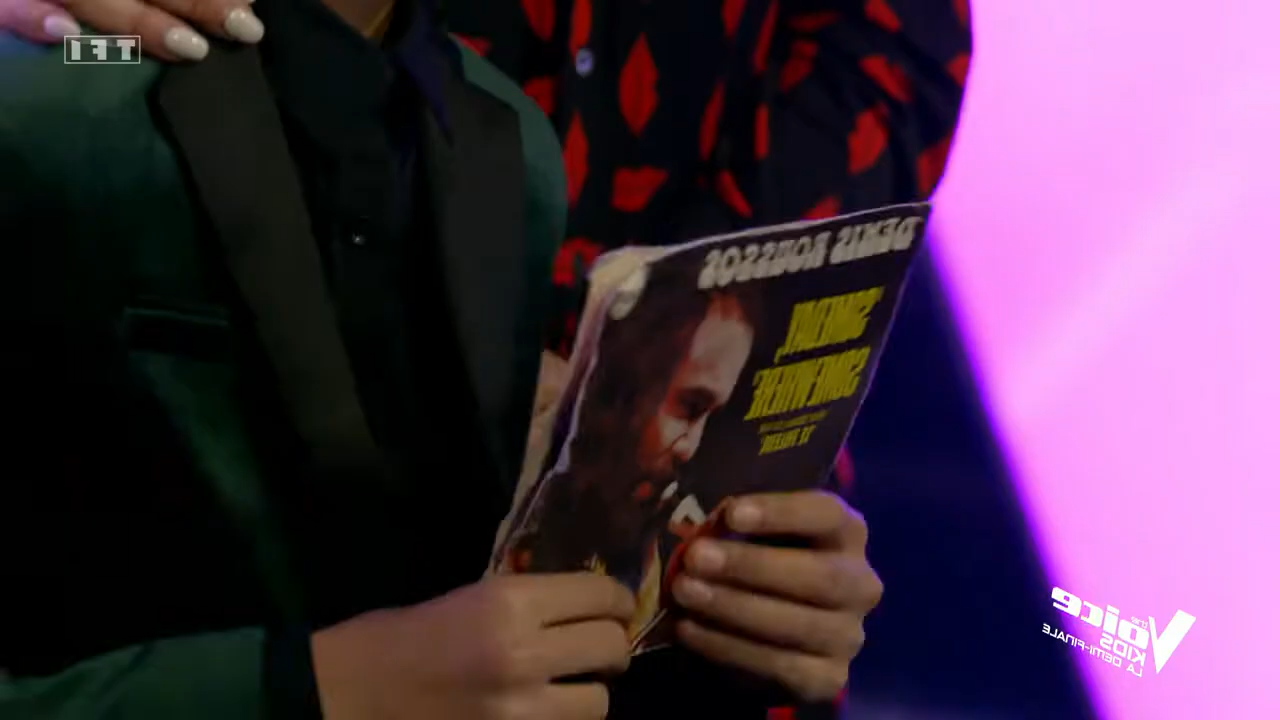 TF1
DEMIS ROUSSOS
SOMEDAY,
SOMEWHERE
the Voice
KIDS
LA DEMI-FINALE